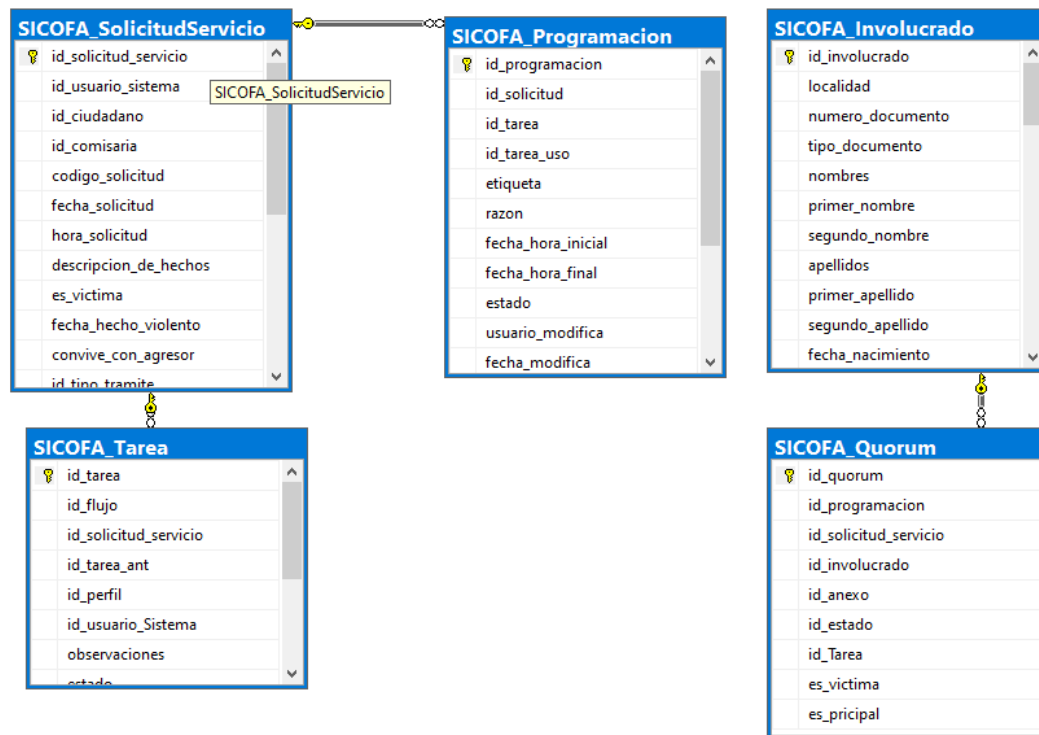 SICOFA_SolicitudServicio
id_solicitud_servicio
id_usuario_sistema
SICOFA_SolicitudServicio
id_ciudadano
id_comisaria
codigo_solicitud
fecha_solicitud
hora_solicitud
descripcion_de_hechos
es_victima
fecha_hecho_violento
convive_con_agresor
id_tipo_tramite
SICOFA_Programacion
id_programacion
id_solicitud
id_tarea
id_tarea_uso
etiqueta
razon
fecha_hora_inicial
fecha_hora_final
estado
usuario_modifica
fecha_modifica
SICOFA_Involucrado
id_involucrado
localidad
numero_documento
tipo_documento
nombres
primer_nombre
segundo_nombre
apellidos
primer_apellido
segundo_apellido
fecha_nacimiento
SICOFA_Tarea
id_tarea
id_flujo
id_solicitud_servicio
id_tarea_ant
id_perfil
id_usuario_Sistema
observaciones
estado
SICOFA_Quorum
id_quorum
id_programacion
id_solicitud_servicio
id_involucrado
id_anexo
id_estado
id_Tarea
es_victima
es_pricipal